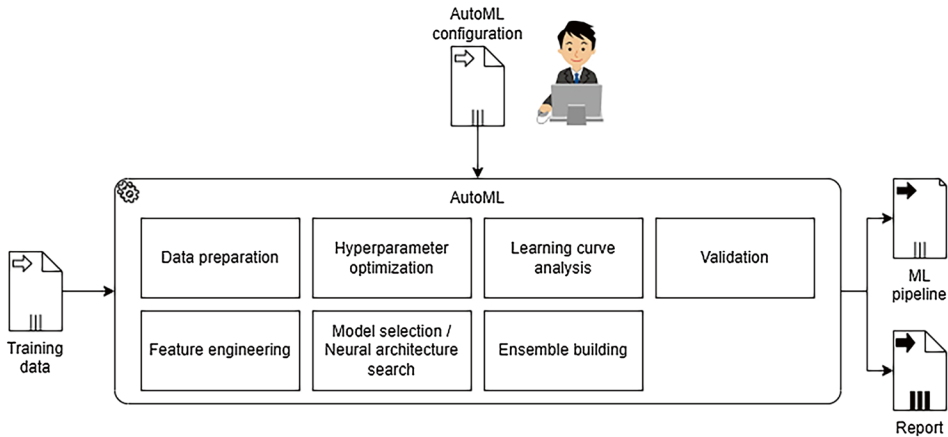 AutoML
configuration
AutoML
Data preparation
Hyperparameter
optimization
Learning curve
analysis
Validation
Feature engineering
Model selection /
Neural architecture
search
Ensemble building
Training
data
ML
pipeline
Report